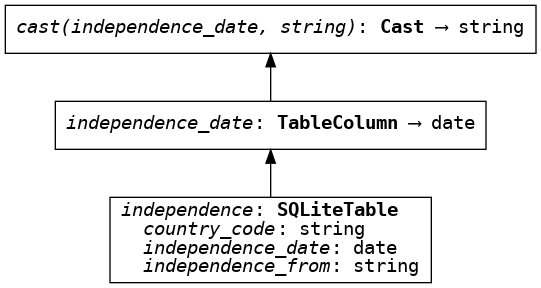 cast(independence_date, string): Cast → string
independence_date: TableColumn → date
independence: SQLiteTable
country_code: string
independence_date: date
independence_from: string